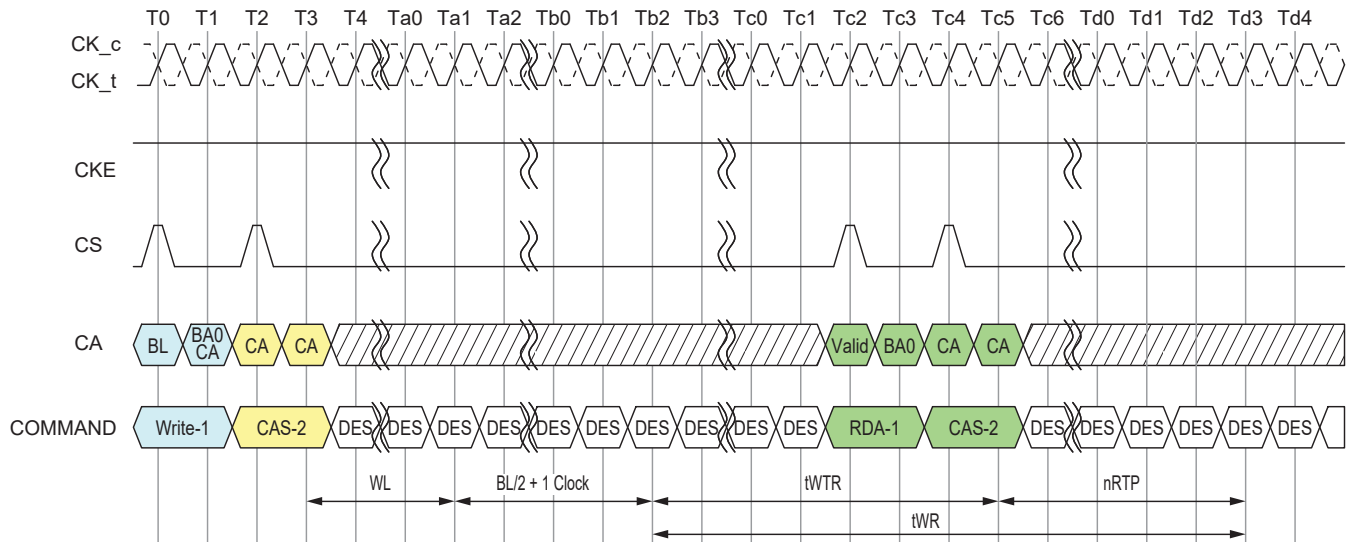 T0 T1 T2 T3 T4 Ta0 Ta1 Ta2 Tb0 Tb1 Tb2 Tb3 Tc0 Tc1 Tc2 Tc3 Tc4 Tc5 Tc6 Td0 Td1 Td2 Td3 Td4
CK_c
CK_t
CKE
CS
CA BL BA0 CA CA CA Valid BA0 CA CA
COMMAND Write-1 CAS-2 DES DES DES DES DES DES DES DES DES DES RDA-1 CAS-2 DES DES DES DES DES DES
WL BL/2 + 1 Clock tWTR nRTP
tWR